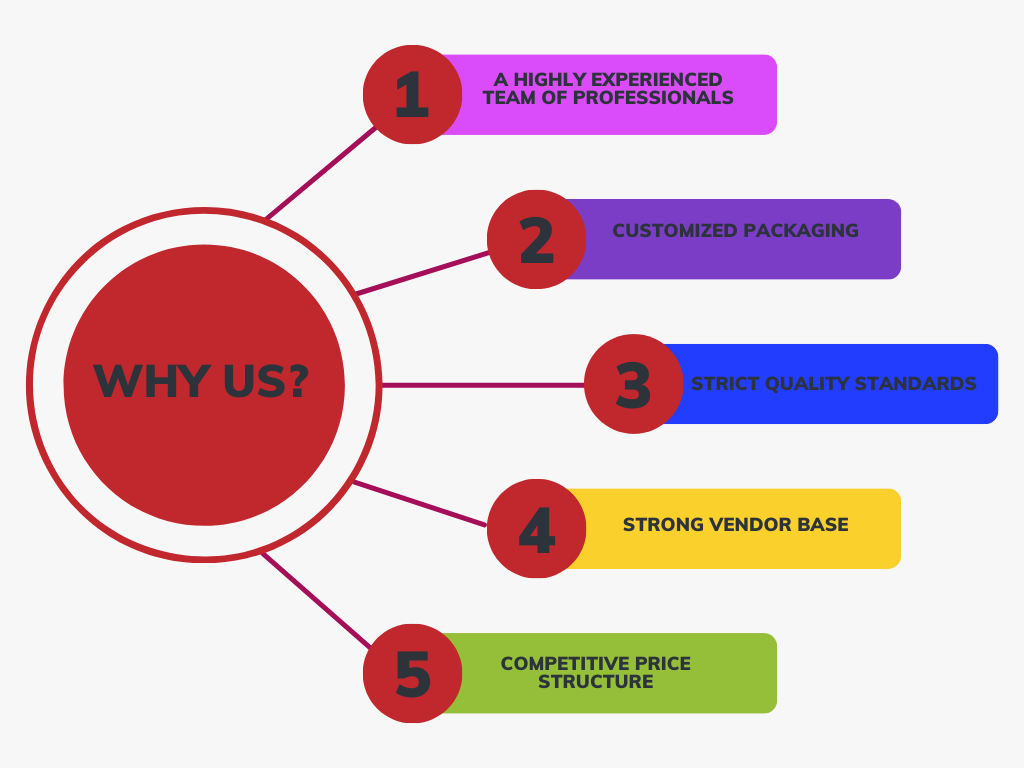 WHY US?
1
A HIGHLY EXPERIENCED
TEAM OF PROFESSIONALS
2
CUSTOMIZED PACKAGING
3
STRICT QUALITY STANDARDS
4
STRONG VENDOR BASE
5
COMPETITIVE PRICE
STRUCTURE